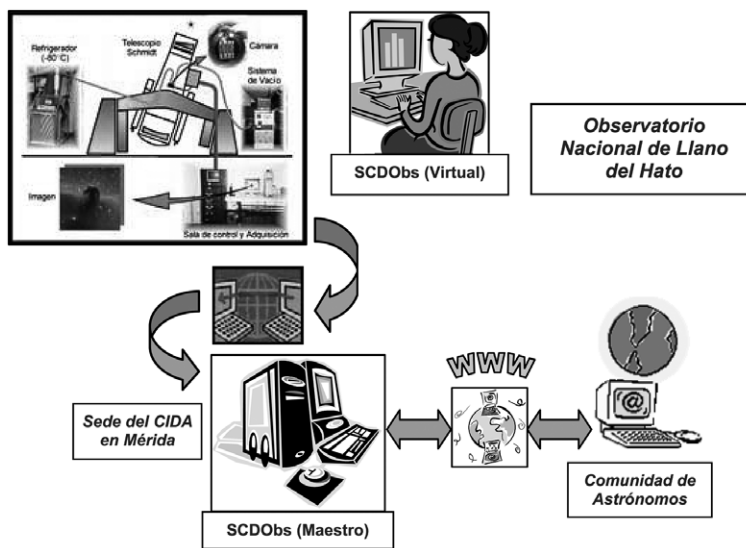 Refrigerador
(-80°C)
Telescopio
Schmidt
Cámara
Sistema
de Vacío
Imagen
Sala de control y Adquisición
SCDObs (Virtual)
Observatorio
Nacional de Llano
del Hato
WWW
@
Sede del CIDA
en Mérida
SCDObs (Maestro)
Comunidad de
Astrónomos